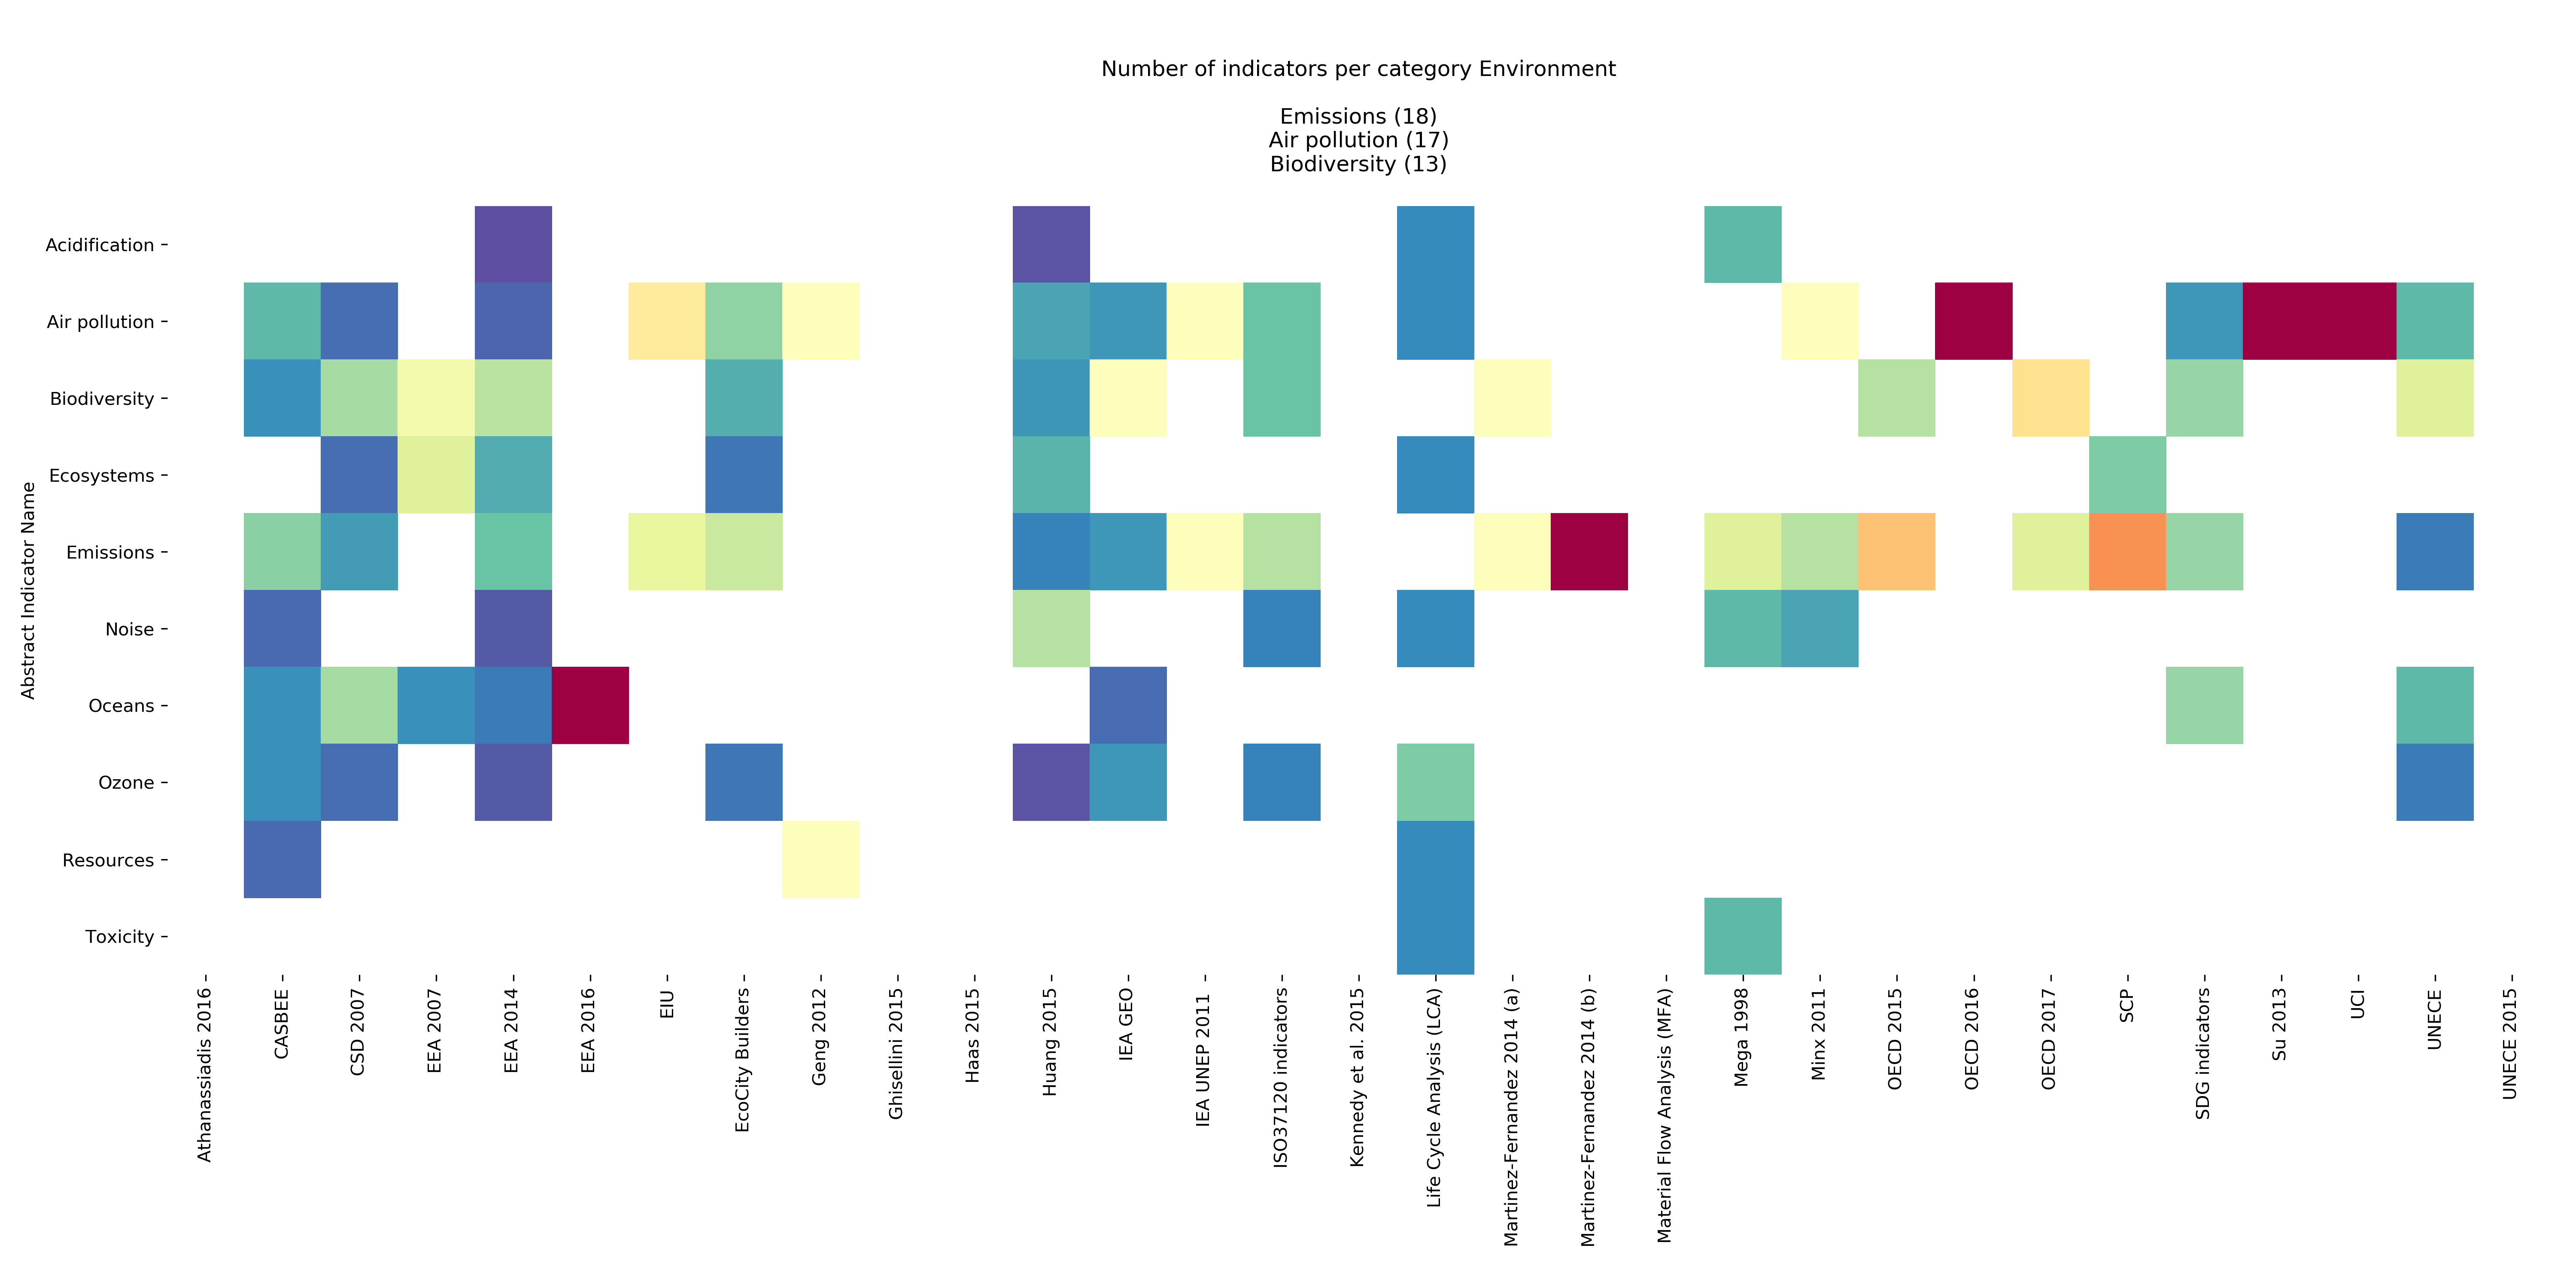 Number of indicators per category Environment
Emissions (18)
Air pollution (17)
Biodiversity (13)
Abstract Indicator Name
Acidification
Air pollution
Biodiversity
Ecosystems
Emissions
Noise
Oceans
Ozone
Resources
Toxicity
Athanassiadis 2016
CASBEE
CSD 2007
EEA 2007
EEA 2014
EEA 2016
EIU
EcoCity Builders
Geng 2012
Ghisellini 2015
Haas 2015
Huang 2015
IEA GEO
IEA UNEP 2011
ISO37120 indicators
Kennedy et al. 2015
Life Cycle Analysis (LCA)
Martinez-Fernandez 2014 (a)
Martinez-Fernandez 2014 (b)
Material Flow Analysis (MFA)
Mega 1998
Minx 2011
OECD 2015
OECD 2016
OECD 2017
SCP
SDG indicators
Su 2013
UCI
UNECE
UNECE 2015